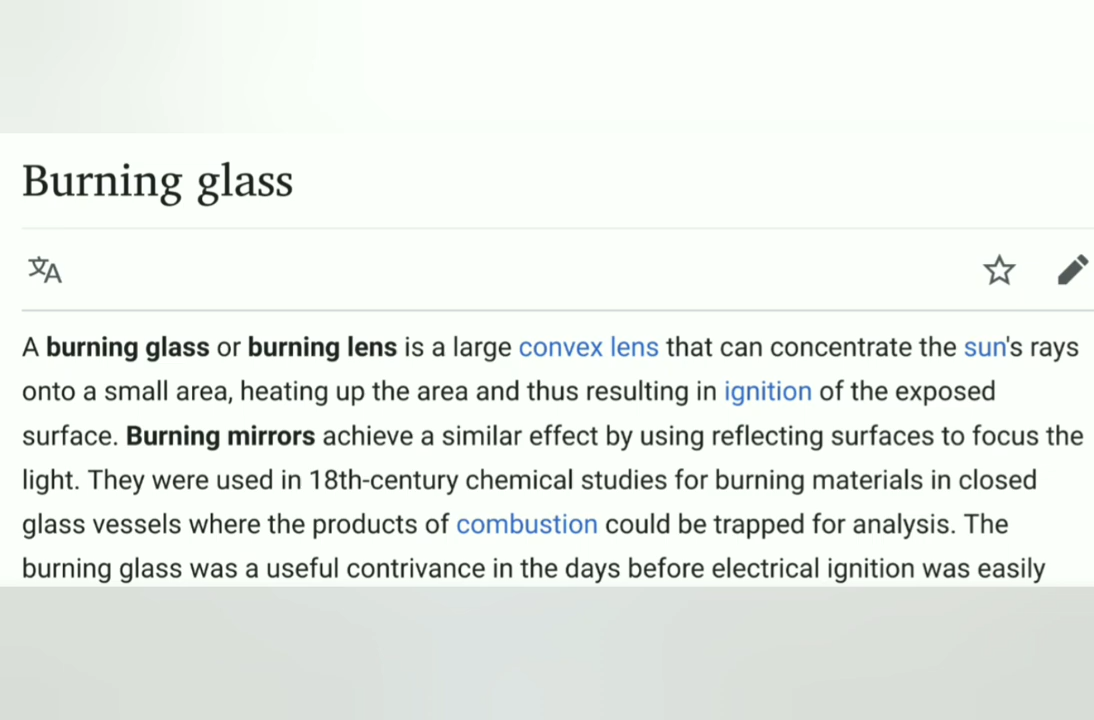 Burning glass
A burning glass or burning lens is a large convex lens that can concentrate the sun's rays
onto a small area, heating up the area and thus resulting in ignition of the exposed
surface. Burning mirrors achieve a similar effect by using reflecting surfaces to focus the
light. They were used in 18th-century chemical studies for burning materials in closed
glass vessels where the products of combustion could be trapped for analysis. The
burning glass was a useful contrivance in the days before electrical ignition was easily